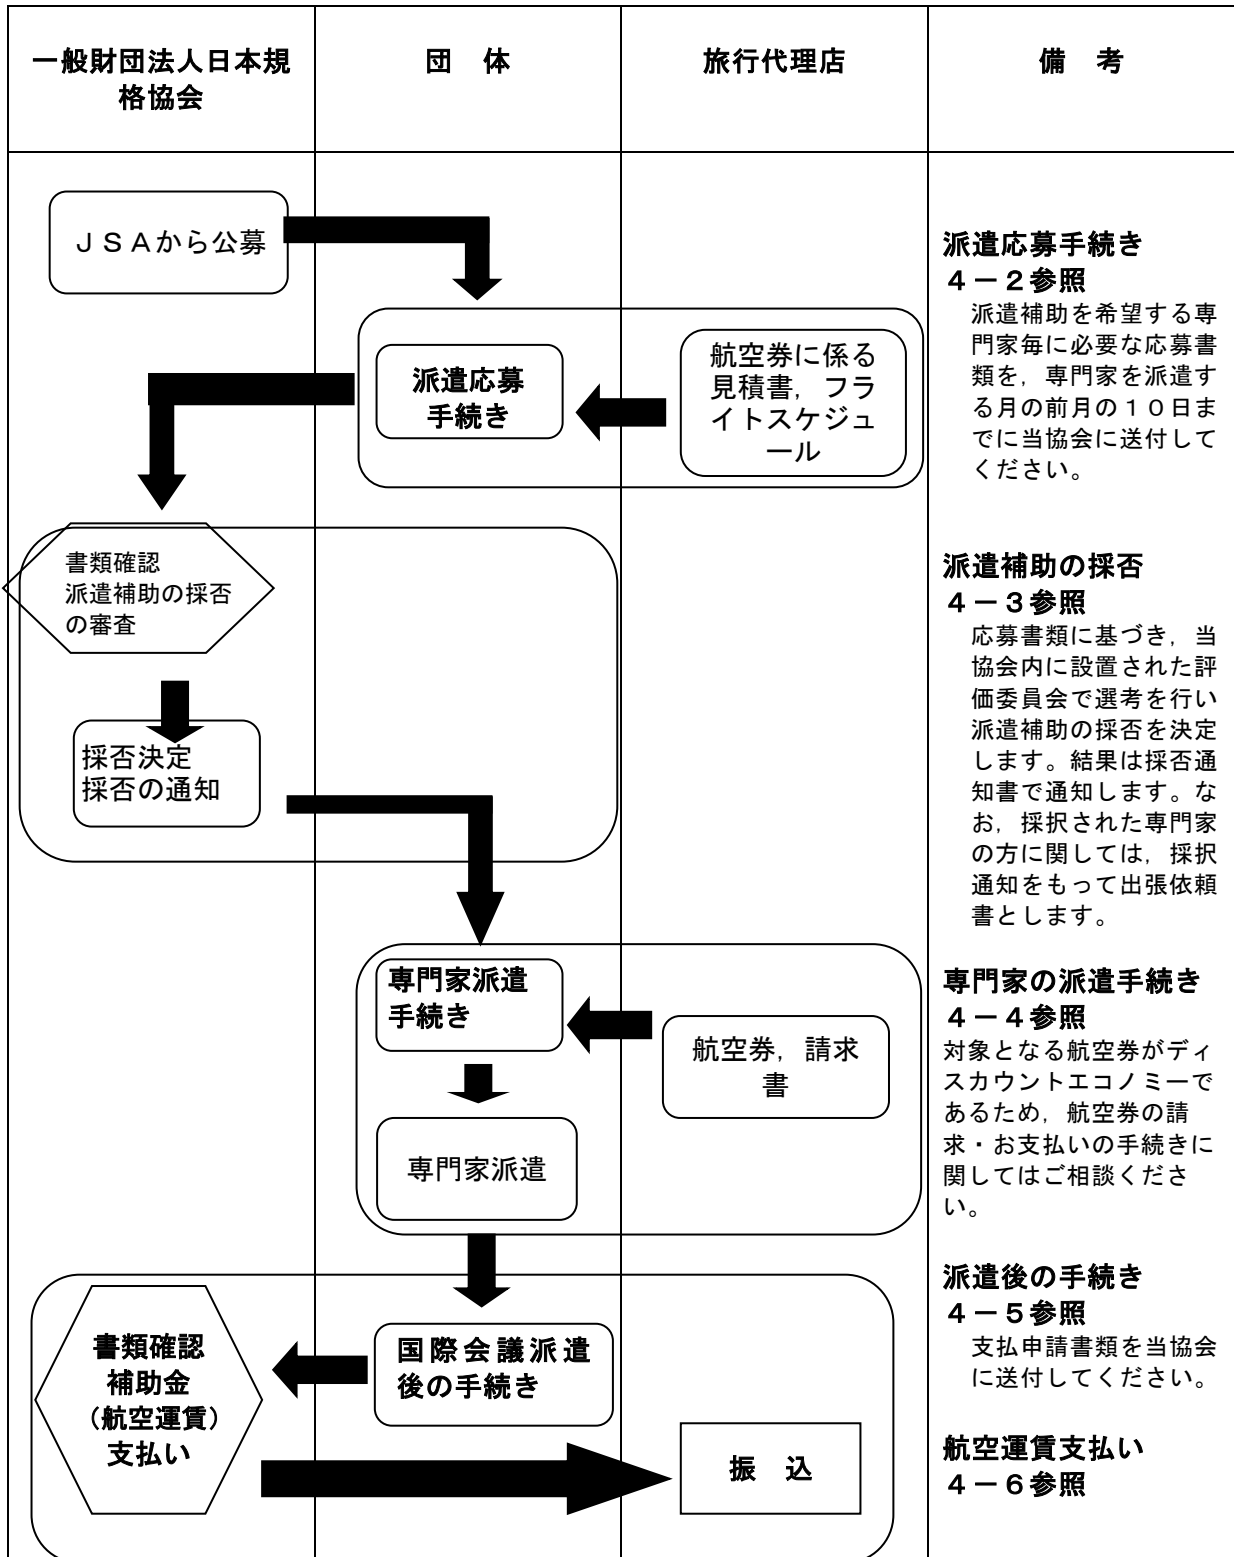 一般財団法人日本規
格協会
団　体
旅行代理店
備　考
ＪＳＡから公募
派遣応募
手続き
航空券に係る
見積書，フラ
イトスケジュ
ール
派遣応募手続き
４－２参照
派遣補助を希望する専
門家毎に必要な応募書
類を，専門家を派遣す
る月の前月の１０日ま
でに当協会に送付して
ください。
書類確認
派遣補助の採否
の審査
採否決定
採否の通知
派遣補助の採否
４－３参照
応募書類に基づき，当
協会内に設置された評
価委員会で選考を行い
派遣補助の採否を決定
します。結果は採否通
知書で通知します。な
お，採択された専門家
の方に関しては，採択
通知をもって出張依頼
書とします。
専門家派遣
手続き
航空券，請求
書
専門家派遣
専門家の派遣手続き
４－４参照
対象となる航空券がディ
スカウントエコノミーで
あるため，航空券の請
求・お支払いの手続きに
関してはご相談くださ
い。
書類確認
補助金
（航空運賃）
支払い
国際会議派遣
後の手続き
振　込
派遣後の手続き
４－５参照
支払申請書類を当協会
に送付してください。
航空運賃支払い
４－６参照